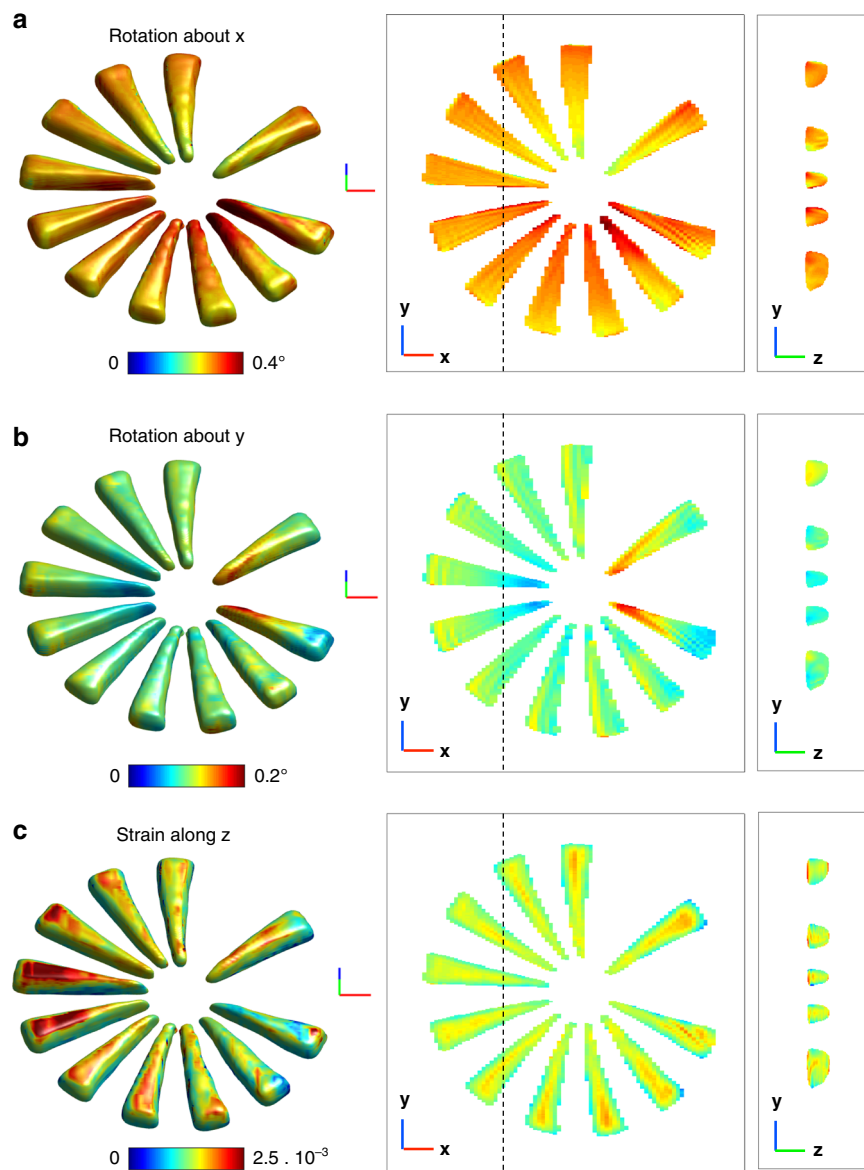 a
Rotation about x
0 0.4°
y
x
y
z
b
Rotation about y
0 0.2°
y
x
y
z
c
Strain along z
0 2.5 . 10⁻³
y
x
y
z